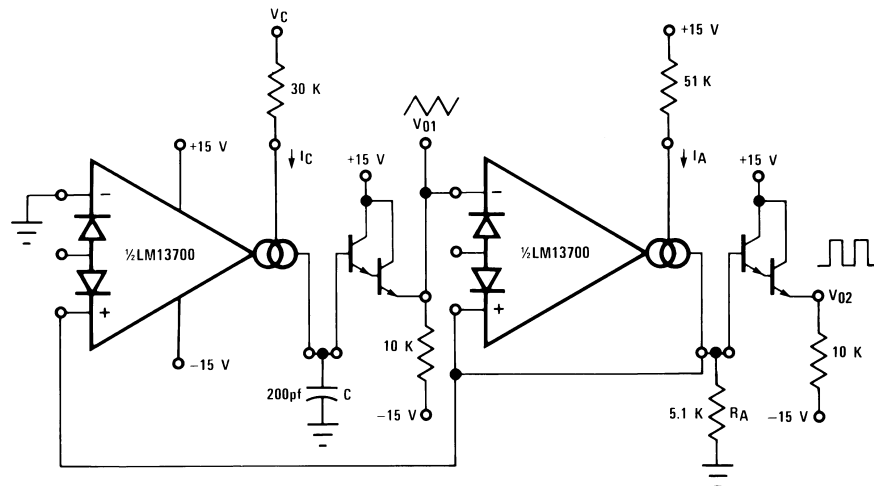 VC
30 K
+15 V
IC
−
½LM13700
+
−15 V
200pf
C
+15 V
10 K
−15 V
V01
+15 V
51 K
IA
−
½LM13700
+
+15 V
V02
5.1 K
RA
10 K
−15 V